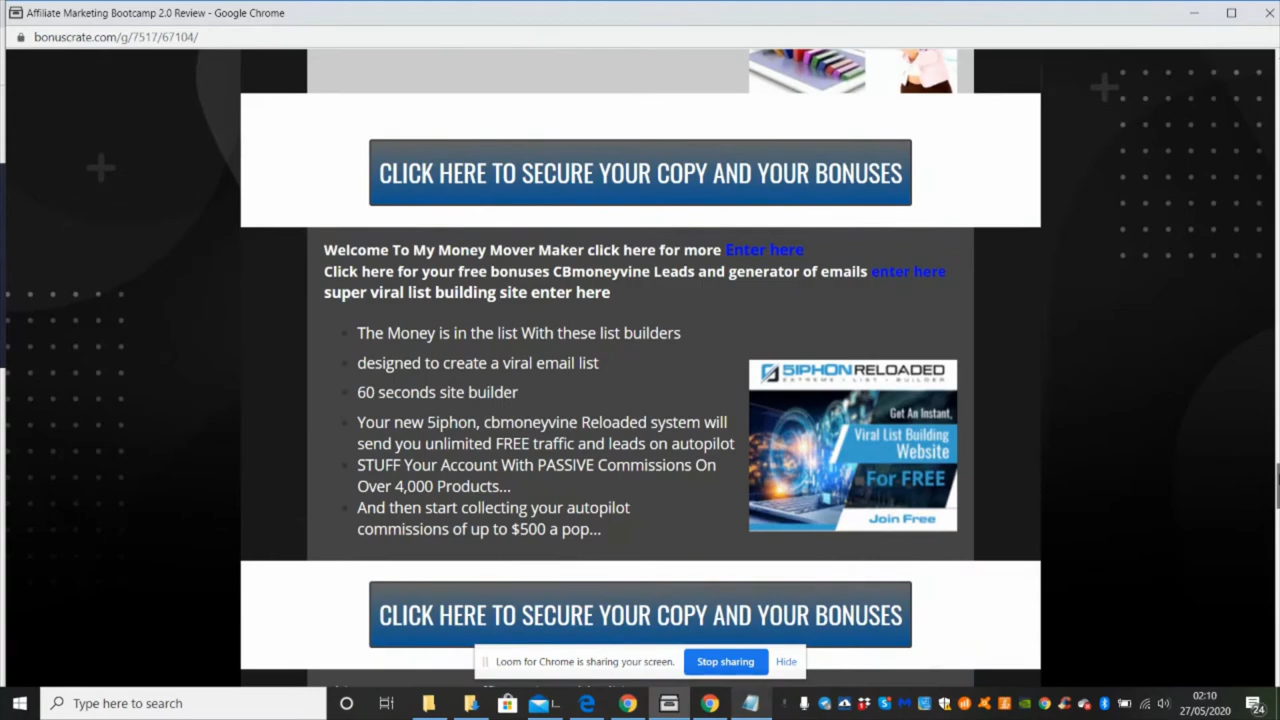 Affiliate Marketing Bootcamp 2.0 Review - Google Chrome
bonuscrate.com/g/7517/67104/
CLICK HERE TO SECURE YOUR COPY AND YOUR BONUSES
Welcome To My Money Mover Maker click here for more Enter here
Click here for your free bonuses CBmoneyvine Leads and generator of emails enter here
super viral list building site enter here
The Money is in the list With these list builders
designed to create a viral email list
60 seconds site builder
Your new 5iphon, cbmoneyvine Reloaded system will
send you unlimited FREE traffic and leads on autopilot
STUFF Your Account With PASSIVE Commissions On
Over 4,000 Products...
And then start collecting your autopilot
commissions of up to $500 a pop...
5IPHON RELOADED
EXTREME LIST BUILDER
Get An Instant,
Viral List Building
Website
For FREE
Join Free
CLICK HERE TO SECURE YOUR COPY AND YOUR BONUSES
Loom for Chrome is sharing your screen. Stop sharing Hide
Type here to search
02:10
27/05/2020
24